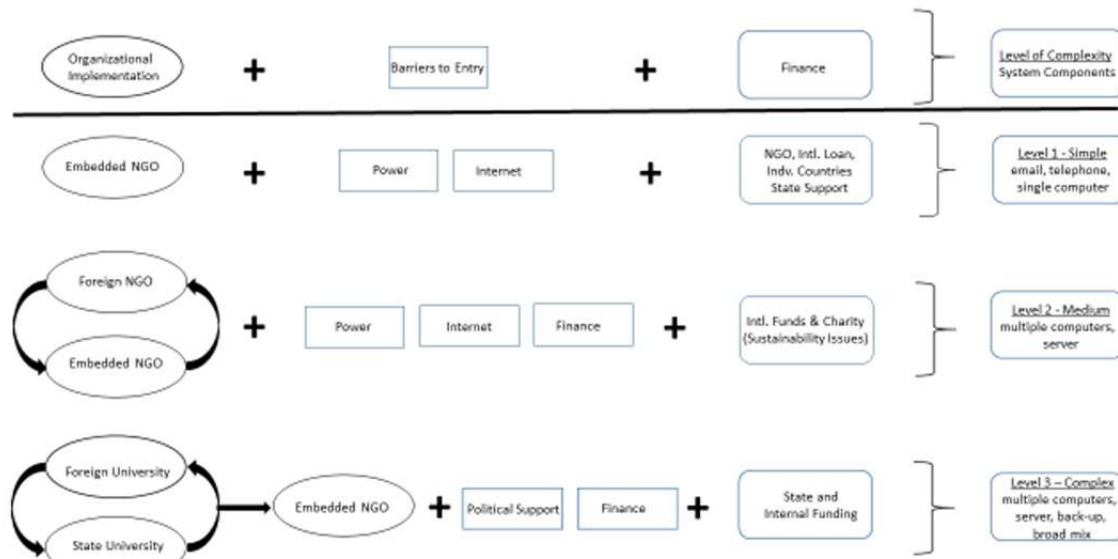 Organizational
Implementation
+
Barriers to Entry
+
Finance
Level of Complexity
System Components
Embedded NGO
+
Power
Internet
+
NGO, Intl. Loan,
Indv. Countries
State Support
Level 1 - Simple
email, telephone,
single computer
Foreign NGO
Embedded NGO
+
Power
Internet
Finance
+
Intl. Funds & Charity
(Sustainability Issues)
Level 2 - Medium
multiple computers,
server
Foreign University
State University
Embedded NGO
+
Political Support
Finance
+
State and
Internal Funding
Level 3 – Complex
multiple computers,
server, back-up,
broad mix